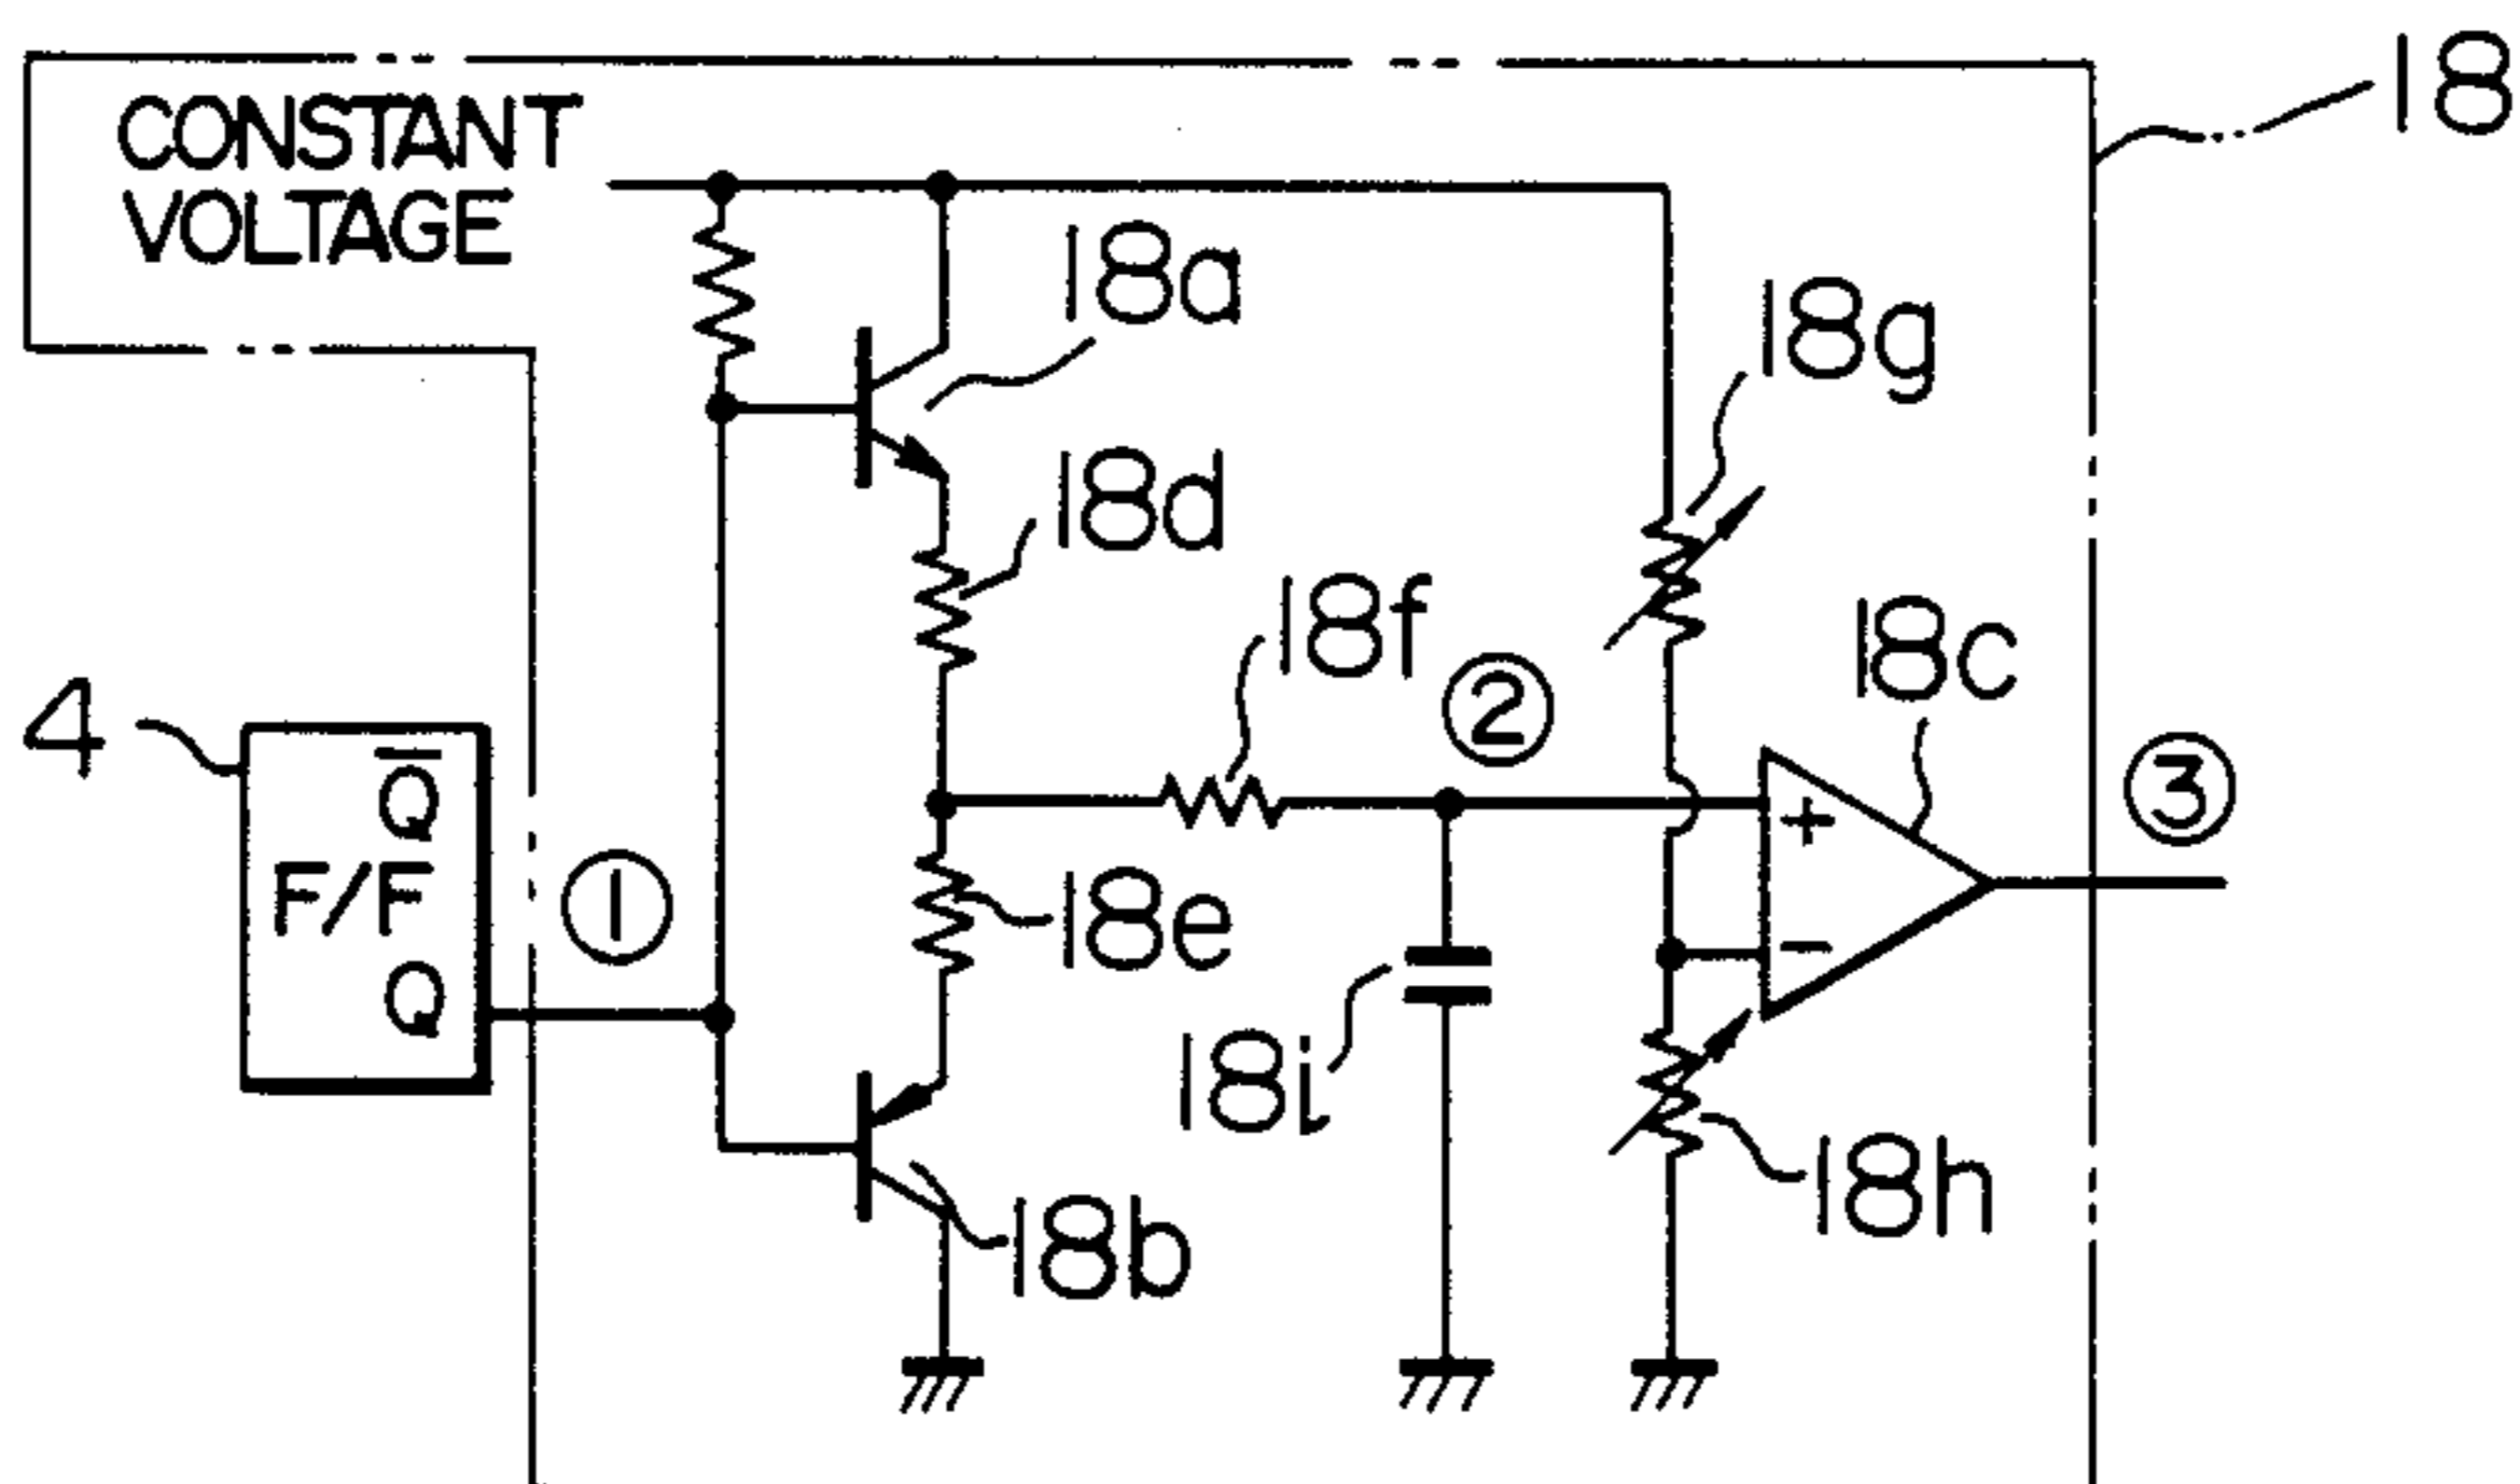 CONSTANT
VOLTAGE
18
18a
18g
18d
18f
18c
②
4
Q̅
F/F
Q
①
③
18e
18i
18h
18b
+
−